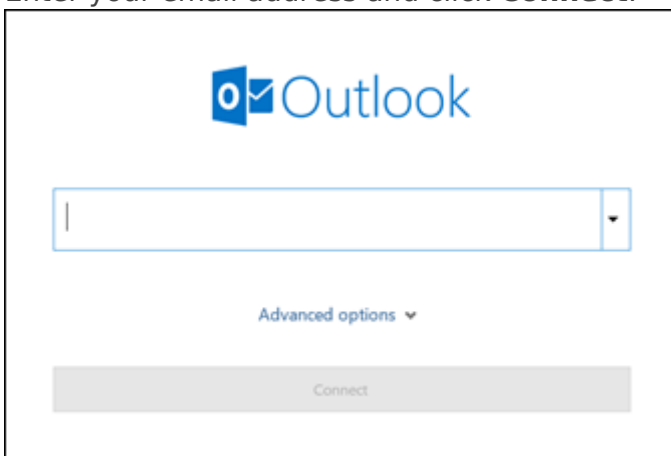 Enter your email address and click Connect.
Outlook
Advanced options
Connect